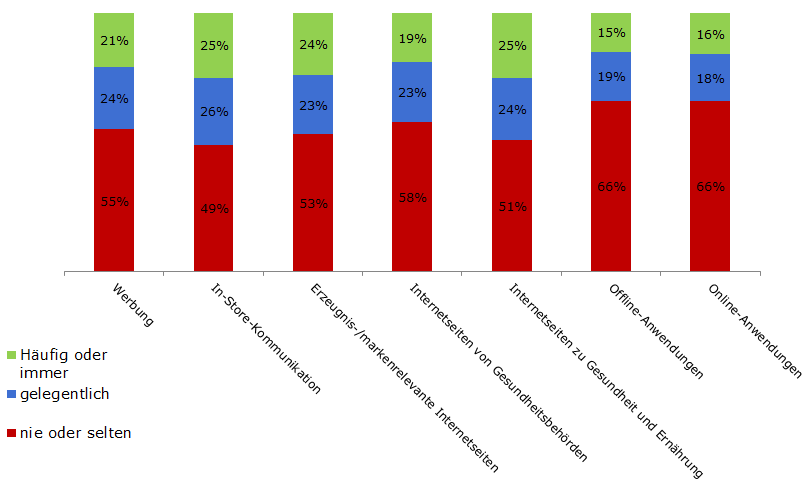 21% 25% 24% 19% 25% 15% 16%
24% 26% 23% 23% 24% 19% 18%
55% 49% 53% 58% 51% 66% 66%
Werbung
In-Store-Kommunikation
Erzeugnis-/markenrelevante Internetseiten
Internetseiten von Gesundheitsbehörden
Internetseiten zu Gesundheit und Ernährung
Offline-Anwendungen
Online-Anwendungen
Häufig oder
immer
gelegentlich
nie oder selten